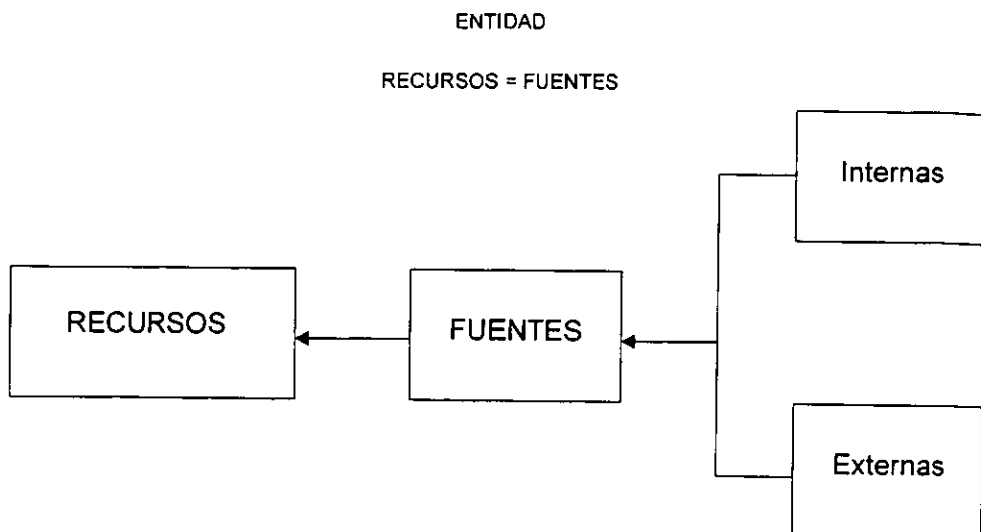 ENTIDAD
RECURSOS = FUENTES
Internas
RECURSOS
FUENTES
Externas